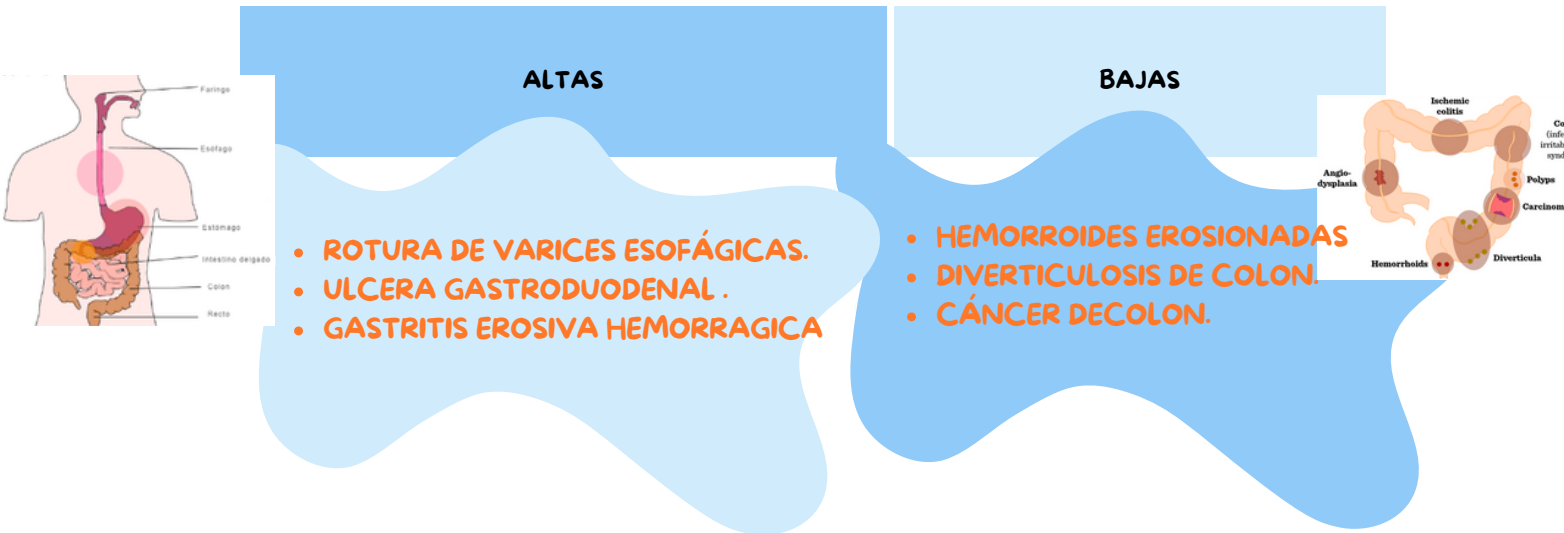 ALTAS
BAJAS
Faringe
Esófago
Estómago
Intestino delgado
Colon
Recto
• ROTURA DE VARICES ESOFÁGICAS.
• ULCERA GASTRODUODENAL .
• GASTRITIS EROSIVA HEMORRAGICA
• HEMORROIDES EROSIONADAS
• DIVERTICULOSIS DE COLON.
• CÁNCER DECOLON.
Ischemic
colitis
Angio-
dysplasia
Polyps
Diverticula
Hemorrhoids